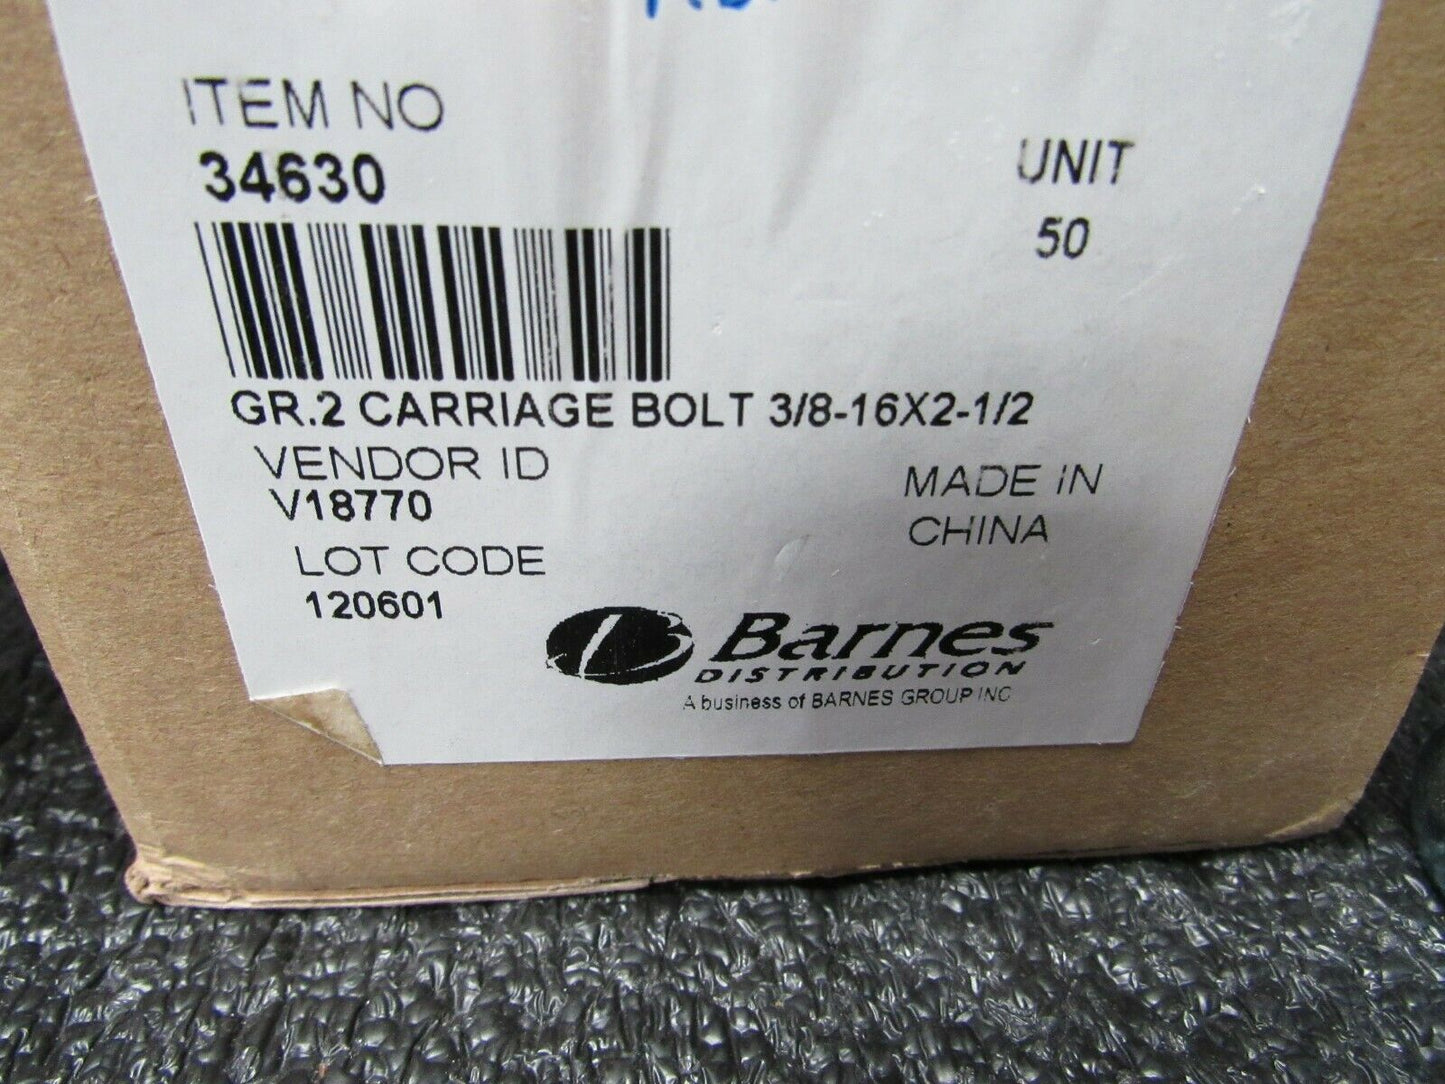 ITEM NO
34630
UNIT
50
GR.2 CARRIAGE BOLT 3/8-16X2-1/2
VENDOR ID
V18770
MADE IN
CHINA
LOT CODE
120601
Barnes
DISTRIBUTION
A business of BARNES GROUP INC